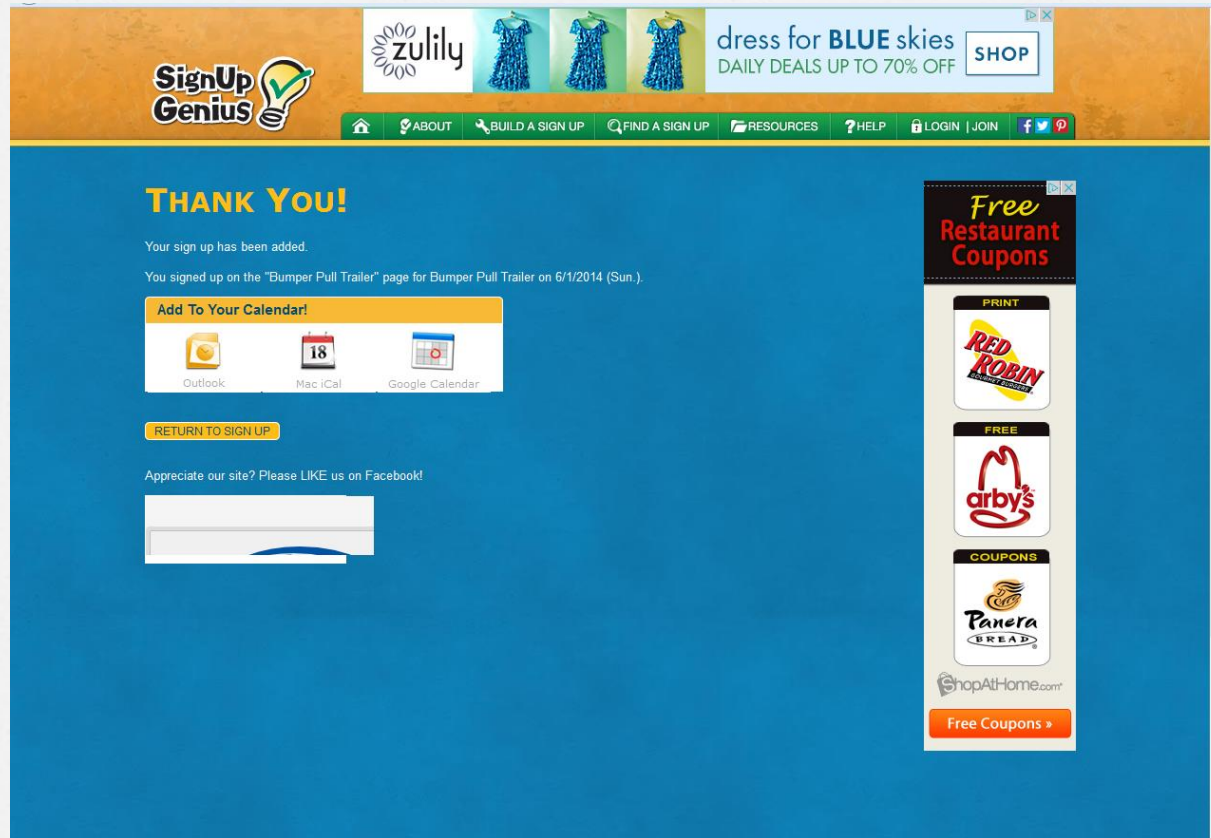 zulily
dress for BLUE skies
DAILY DEALS UP TO 70% OFF
SHOP
SignUp
Genius
ABOUT
BUILD A SIGN UP
FIND A SIGN UP
RESOURCES
? HELP
LOGIN | JOIN
THANK YOU!
Your sign up has been added.
You signed up on the "Bumper Pull Trailer" page for Bumper Pull Trailer on 6/1/2014 (Sun.).
Add To Your Calendar!
18
Outlook
Mac iCal
Google Calendar
RETURN TO SIGN UP
Appreciate our site? Please LIKE us on Facebook!
Free
Restaurant
Coupons
PRINT
RED
ROBIN
GOURMET BURGERS
FREE
arby's
COUPONS
Panera
BREAD
ShopAtHome.com
Free Coupons »